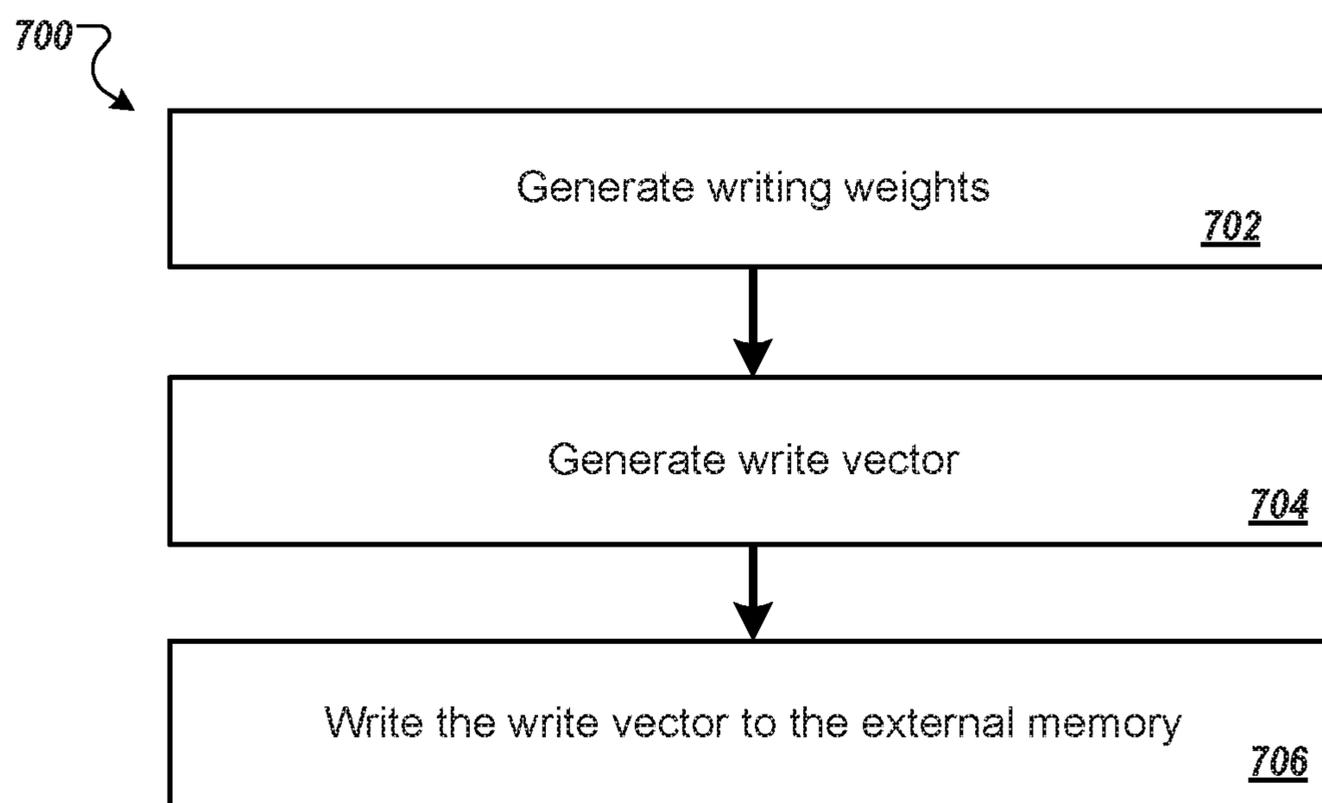 700
Generate writing weights
702
Generate write vector
704
Write the write vector to the external memory
706